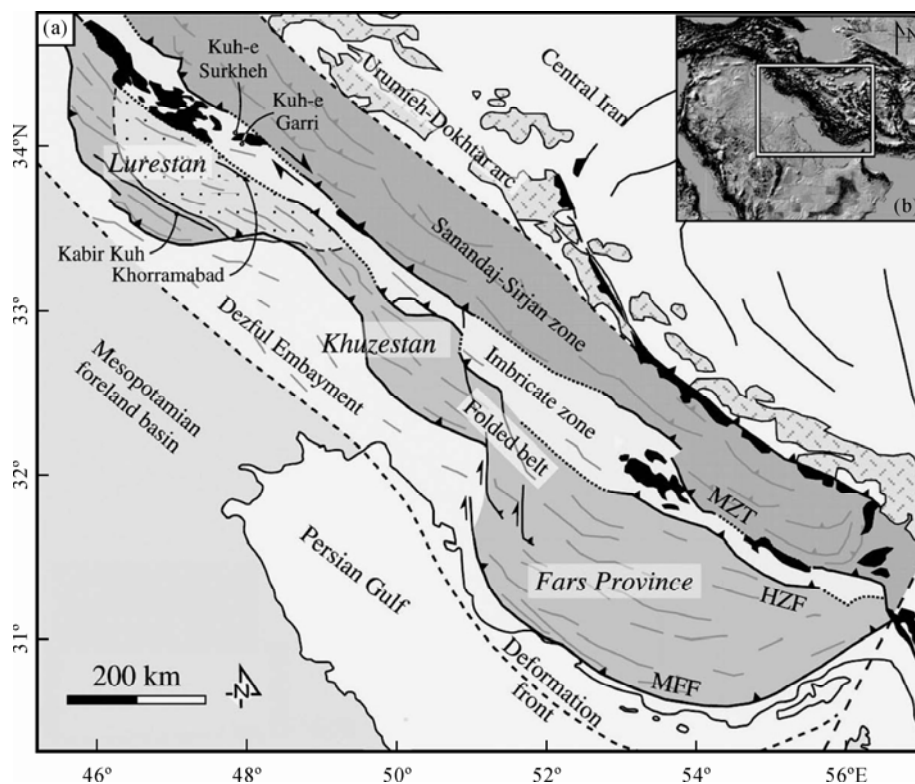 (a)
Kuh-e
Surkheh
Kuh-e
Garri
Urumieh-Dokhtar arc
Central Iran
N
(b)
34°N
33°
32°
31°
Lurestan
Kabir Kuh
Khorramabad
Sanandaj-Sirjan zone
Dezful Embayment
Khuzestan
Imbricate zone
Mesopotamian
foreland basin
Folded belt
MZT
Persian Gulf
Fars Province
HZF
200 km
N
MFF
Deformation
front
46°
48°
50°
52°
54°
56°E